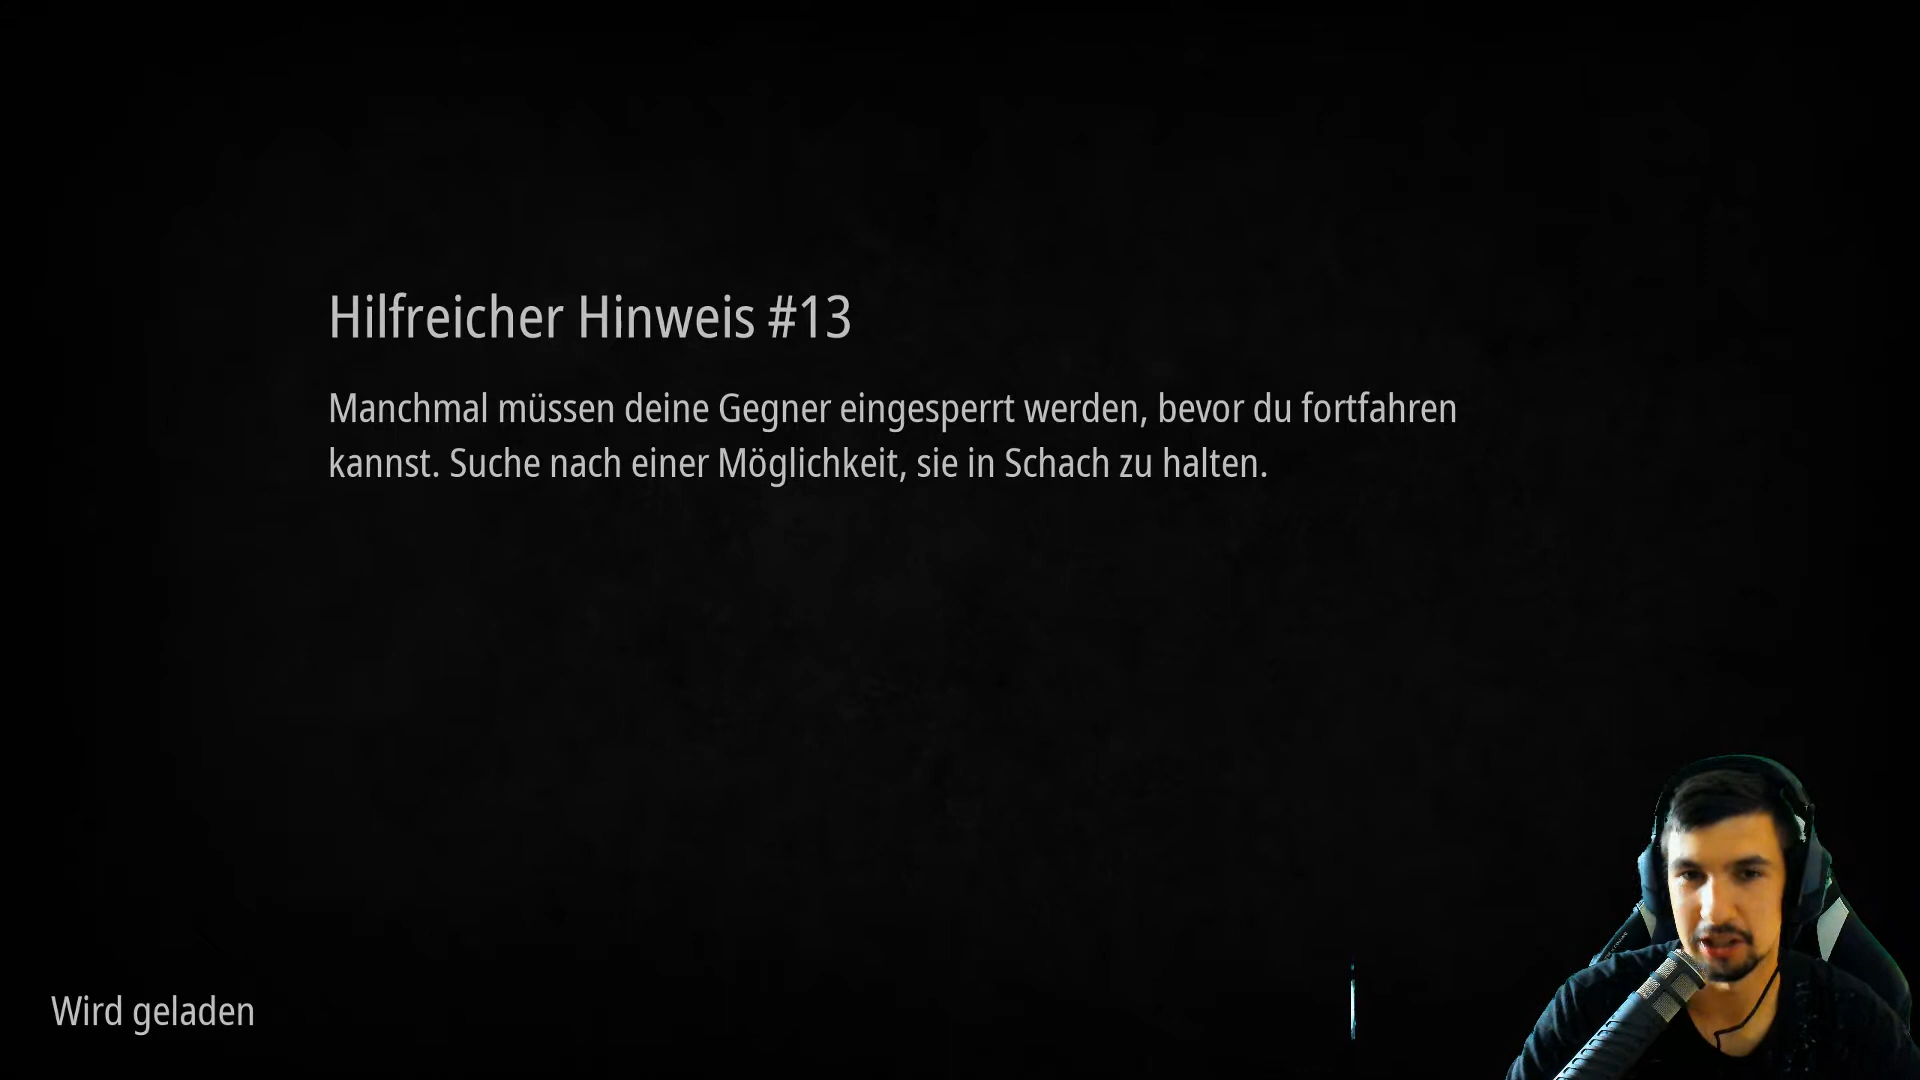 Hilfreicher Hinweis #13
Manchmal müssen deine Gegner eingesperrt werden, bevor du fortfahren
kannst. Suche nach einer Möglichkeit, sie in Schach zu halten.
Wird geladen